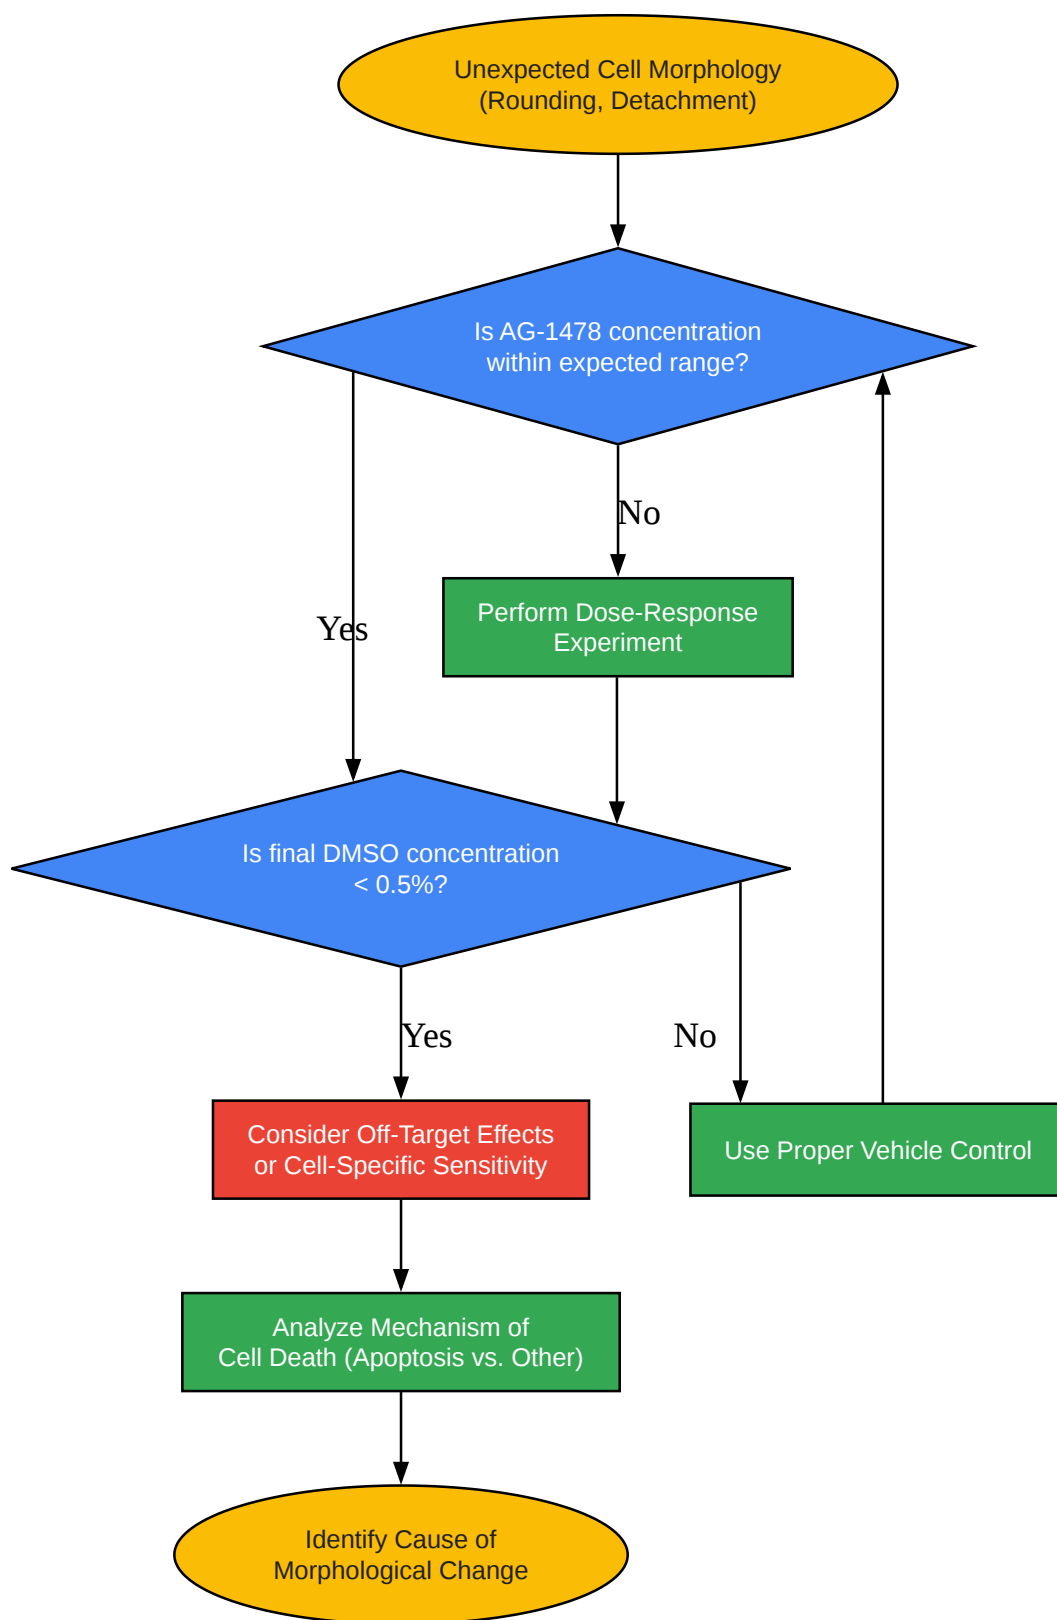 Unexpected Cell Morphology
(Rounding, Detachment)
Is AG-1478 concentration
within expected range?
No
Perform Dose-Response
Experiment
Yes
Is final DMSO concentration
< 0.5%?
Yes
No
Consider Off-Target Effects
or Cell-Specific Sensitivity
Use Proper Vehicle Control
Analyze Mechanism of
Cell Death (Apoptosis vs. Other)
Identify Cause of
Morphological Change